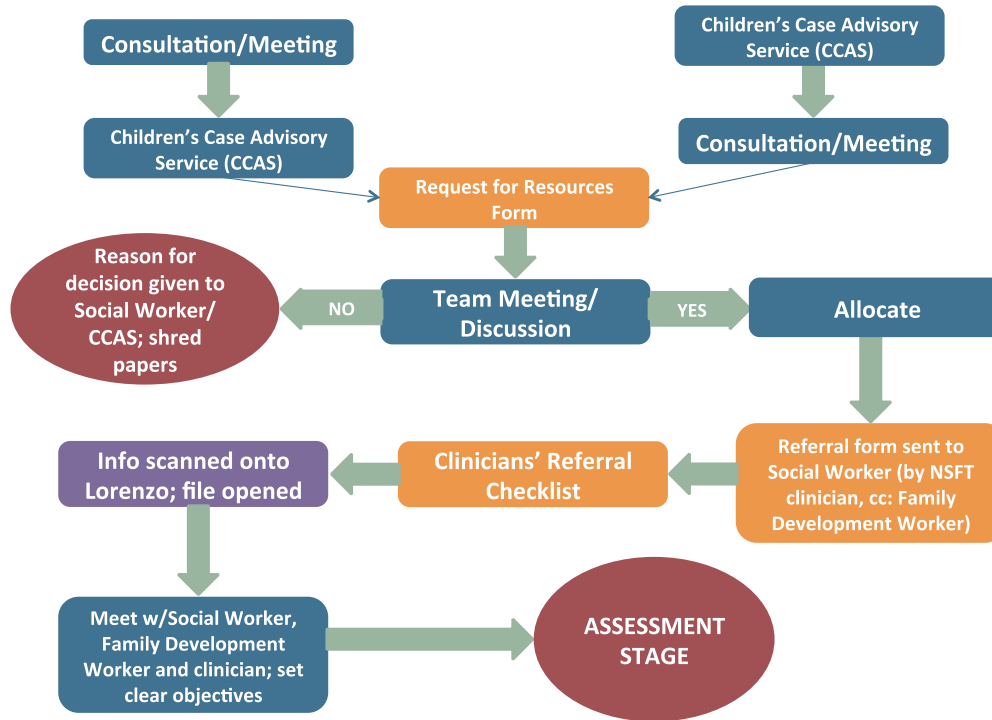 Consultation/Meeting
Children’s Case Advisory
Service (CCAS)
Children’s Case Advisory
Service (CCAS)
Consultation/Meeting
Request for Resources
Form
Reason for
decision given to
Social Worker/
CCAS; shred
papers
NO
Team Meeting/
Discussion
YES
Allocate
Info scanned onto
Lorenzo; file opened
Clinicians’ Referral
Checklist
Referral form sent to
Social Worker (by NSFT
clinician, cc: Family
Development Worker)
Meet w/Social Worker,
Family Development
Worker and clinician; set
clear objectives
ASSESSMENT
STAGE